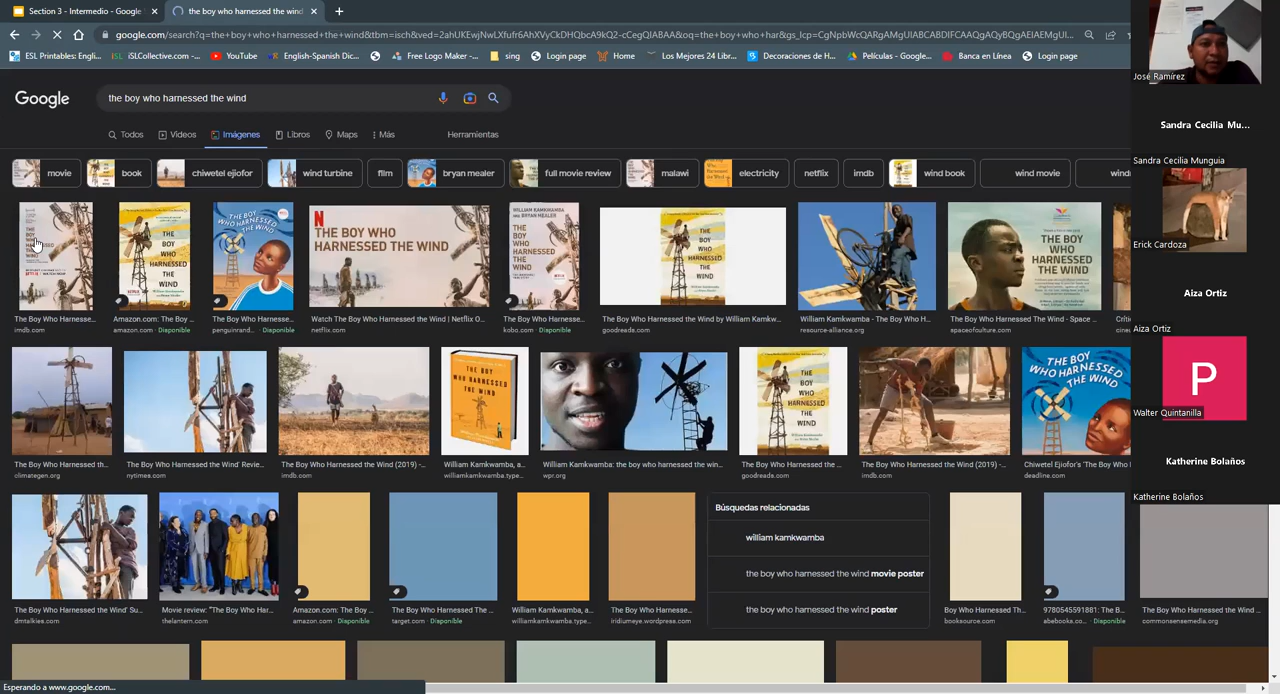 Section 3 - Intermedio - Google
the boy who harnessed the wind
google.com/search?q=the+boy+who+harnessed+the+wind&tbm=isch&ved=2ahUKEwjNwLXfufr6AhXVyCkDHQbcA9kQ2-cCegQIABAA&oq=the+boy+who+har&gs_lcp=CgNpbWcQARgAMgUIABCABDIFCAAQgAQyBQgAEIAEMgUI...
ESL Printables: Engli...
iSLCollective.com -...
YouTube
English-Spanish Dic...
Free Logo Maker -...
sing
Login page
Home
Los Mejores 24 Libr...
Decoraciones de H...
Películas - Google...
Banca en Línea
Login page
Google
the boy who harnessed the wind
Todos
Videos
Imágenes
Libros
Maps
Más
Herramientas
movie
book
chiwetel ejiofor
wind turbine
film
bryan mealer
full movie review
malawi
electricity
netflix
imdb
wind book
wind movie
wind
THE BOY WHO HARNESSED THE WIND
THE BOY WHO
HARNESSED THE WIND
THE BOY WHO
HARNESSED THE WIND
The Boy Who Harnesse...
imdb.com
Amazon.com: The Boy ...
amazon.com · Disponible
The Boy Who Harnesse...
penguinrand... · Disponible
Watch The Boy Who Harnessed the Wind | Netflix O...
netflix.com
The Boy Who Harnesse...
kobo.com · Disponible
The Boy Who Harnessed the Wind by William Kamkw...
goodreads.com
William Kamkwamba - The Boy Who H...
resource-alliance.org
The Boy Who Harnessed The Wind - Space ...
spaceofculture.com
The Boy Who Harnessed th...
climategen.org
The Boy Who Harnessed the Wind' Revie...
nytimes.com
The Boy Who Harnessed the Wind (2019) -...
imdb.com
William Kamkwamba, a...
williamkamkwamba.type...
William Kamkwamba: the boy who harnessed the win...
wpr.org
The Boy Who Harnessed the ...
goodreads.com
The Boy Who Harnessed the Wind (2019) -...
imdb.com
Chiwetel Ejiofor's 'The Boy Who H...
deadline.com
The Boy Who Harnessed the Wind' Su...
dmtalkies.com
Movie review: "The Boy Who Har...
thelantern.com
Amazon.com: The Boy ...
amazon.com · Disponible
The Boy Who Harnessed The ...
target.com · Disponible
William Kamkwamba, a...
williamkamkwamba.type...
The Boy Who Harnesse...
iridiumeye.wordpress.com
Búsquedas relacionadas
william kamkwamba
the boy who harnessed the wind movie poster
the boy who harnessed the wind poster
Boy Who Harnessed Th...
booksource.com
9780545591881: The B...
abebooks.c... · Disponible
The Boy Who Harnessed the Wind ...
commonsensemedia.org
José Ramírez
Sandra Cecilia Mu...
Sandra Cecilia Munguia
Erick Cardoza
Aiza Ortiz
Aiza Ortiz
P
Walter Quintanilla
Katherine Bolaños
Katherine Bolaños
Esperando a www.google.com...